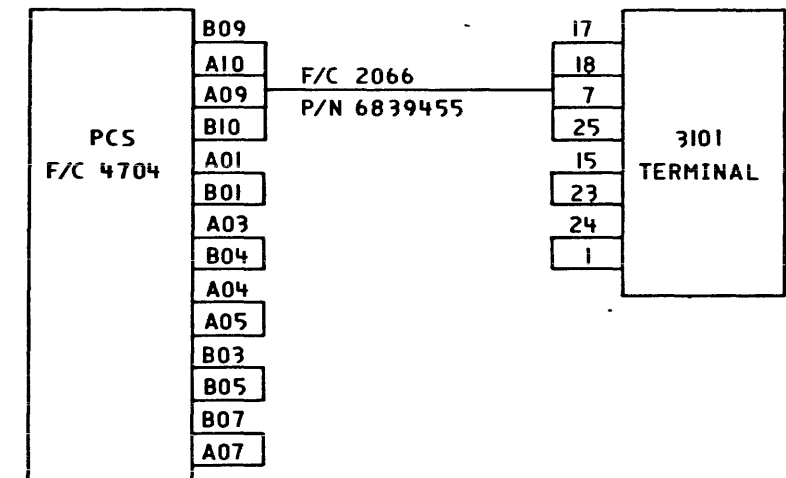 B09
A10
A09
B10
A01
B01
A03
B04
A04
A05
B03
B05
B07
A07
PCS
F/C 4704
F/C 2066
P/N 6839455
17
18
7
25
15
23
24
1
3101
TERMINAL